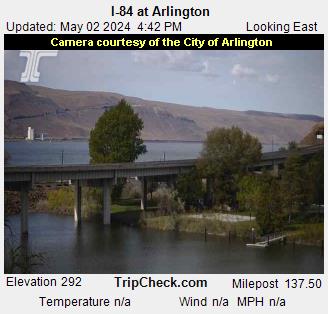 I-84 at Arlington
Updated: May 02 2024 4:42 PM Looking East
Camera courtesy of the City of Arlington
Elevation 292 TripCheck.com Milepost 137.50
Temperature n/a Wind n/a MPH n/a